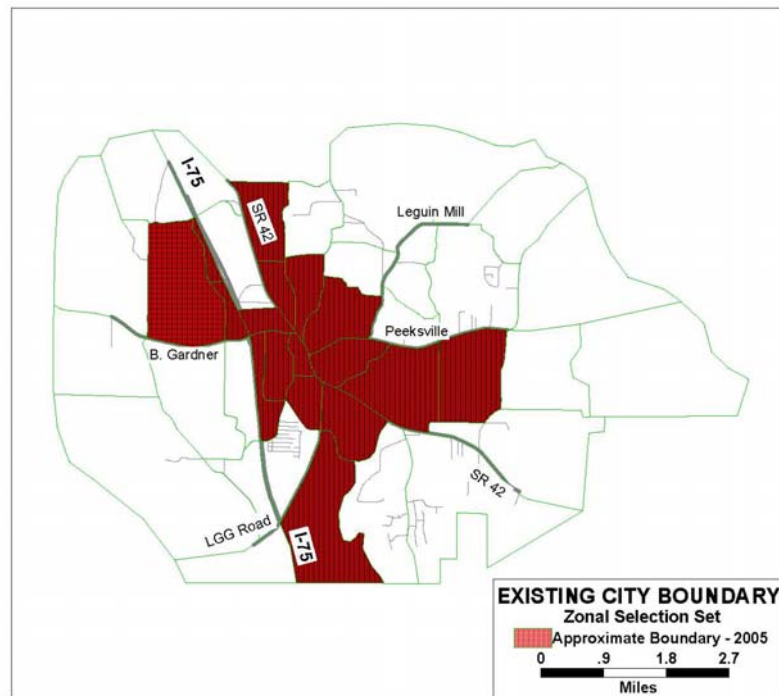 I-75
SR 42
Leguin Mill
Peeksville
B. Gardner
SR 42
LGG Road
I-75
EXISTING CITY BOUNDARY
Zonal Selection Set
Approximate Boundary - 2005
0 .9 1.8 2.7
Miles